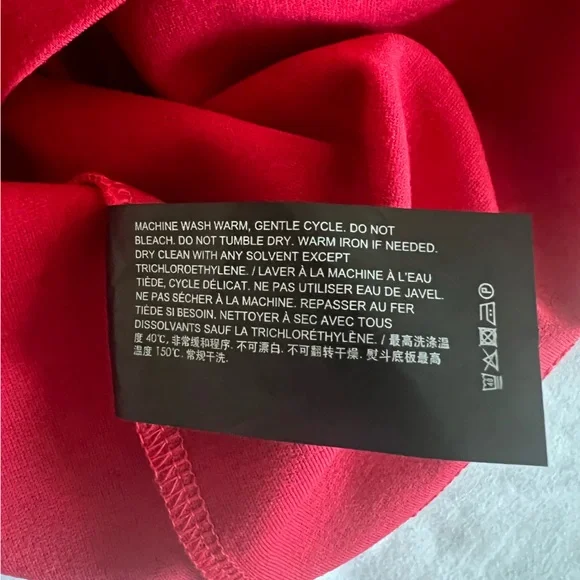 MACHINE WASH WARM, GENTLE CYCLE. DO NOT
BLEACH. DO NOT TUMBLE DRY. WARM IRON IF NEEDED.
DRY CLEAN WITH ANY SOLVENT EXCEPT
TRICHLOROETHYLENE. / LAVER À LA MACHINE À L'EAU
TIÈDE, CYCLE DÉLICAT. NE PAS UTILISER EAU DE JAVEL.
NE PAS SÉCHER À LA MACHINE. REPASSER AU FER
TIÈDE SI BESOIN. NETTOYER À SEC AVEC TOUS
DISSOLVANTS SAUF LA TRICHLORÉTHYLÈNE. / 最高洗涤温
度 40℃, 非常缓和程序. 不可漂白. 不可翻转干燥. 熨斗底板最高
温度 150℃. 常规干洗.